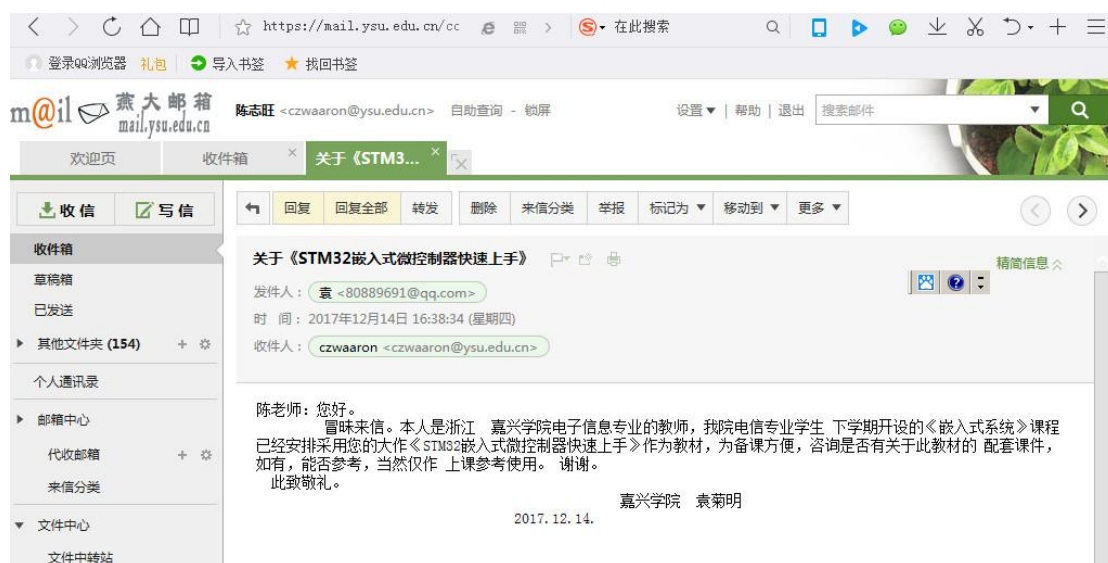 https://mail.ysu.edu.cn/cc
在此搜索
登录QQ浏览器 礼包 导入书签 找回书签
m@il 燕大邮箱
mail.ysu.edu.cn
陈志旺 <czwaaron@ysu.edu.cn> 自助查询 - 锁屏
设置▼ | 帮助 | 退出 搜索邮件
欢迎页 收件箱 × 关于《STM3... ×
收信 写信
回复 回复全部 转发 删除 来信分类 举报 标记为 ▼ 移动到 ▼ 更多 ▼
收件箱
草稿箱
已发送
其他文件夹 (154)
个人通讯录
邮箱中心
代收邮箱
来信分类
文件中心
文件中转站
关于《STM32嵌入式微控制器快速上手》
精简信息
发件人：袁 <80889691@qq.com>
时 间：2017年12月14日 16:38:34 (星期四)
收件人：czwaaron <czwaaron@ysu.edu.cn>
陈老师：您好。
冒昧来信。本人是浙江 嘉兴学院电子信息专业的教师，我院电信专业学生 下学期开设的《嵌入式系统》课程
已经安排采用您的大作《STM32嵌入式微控制器快速上手》作为教材，为备课方便，咨询是否有关于此教材的 配套课件，
如有，能否参考，当然仅作 上课参考使用。 谢谢。
此致敬礼。
嘉兴学院 袁菊明
2017.12.14.